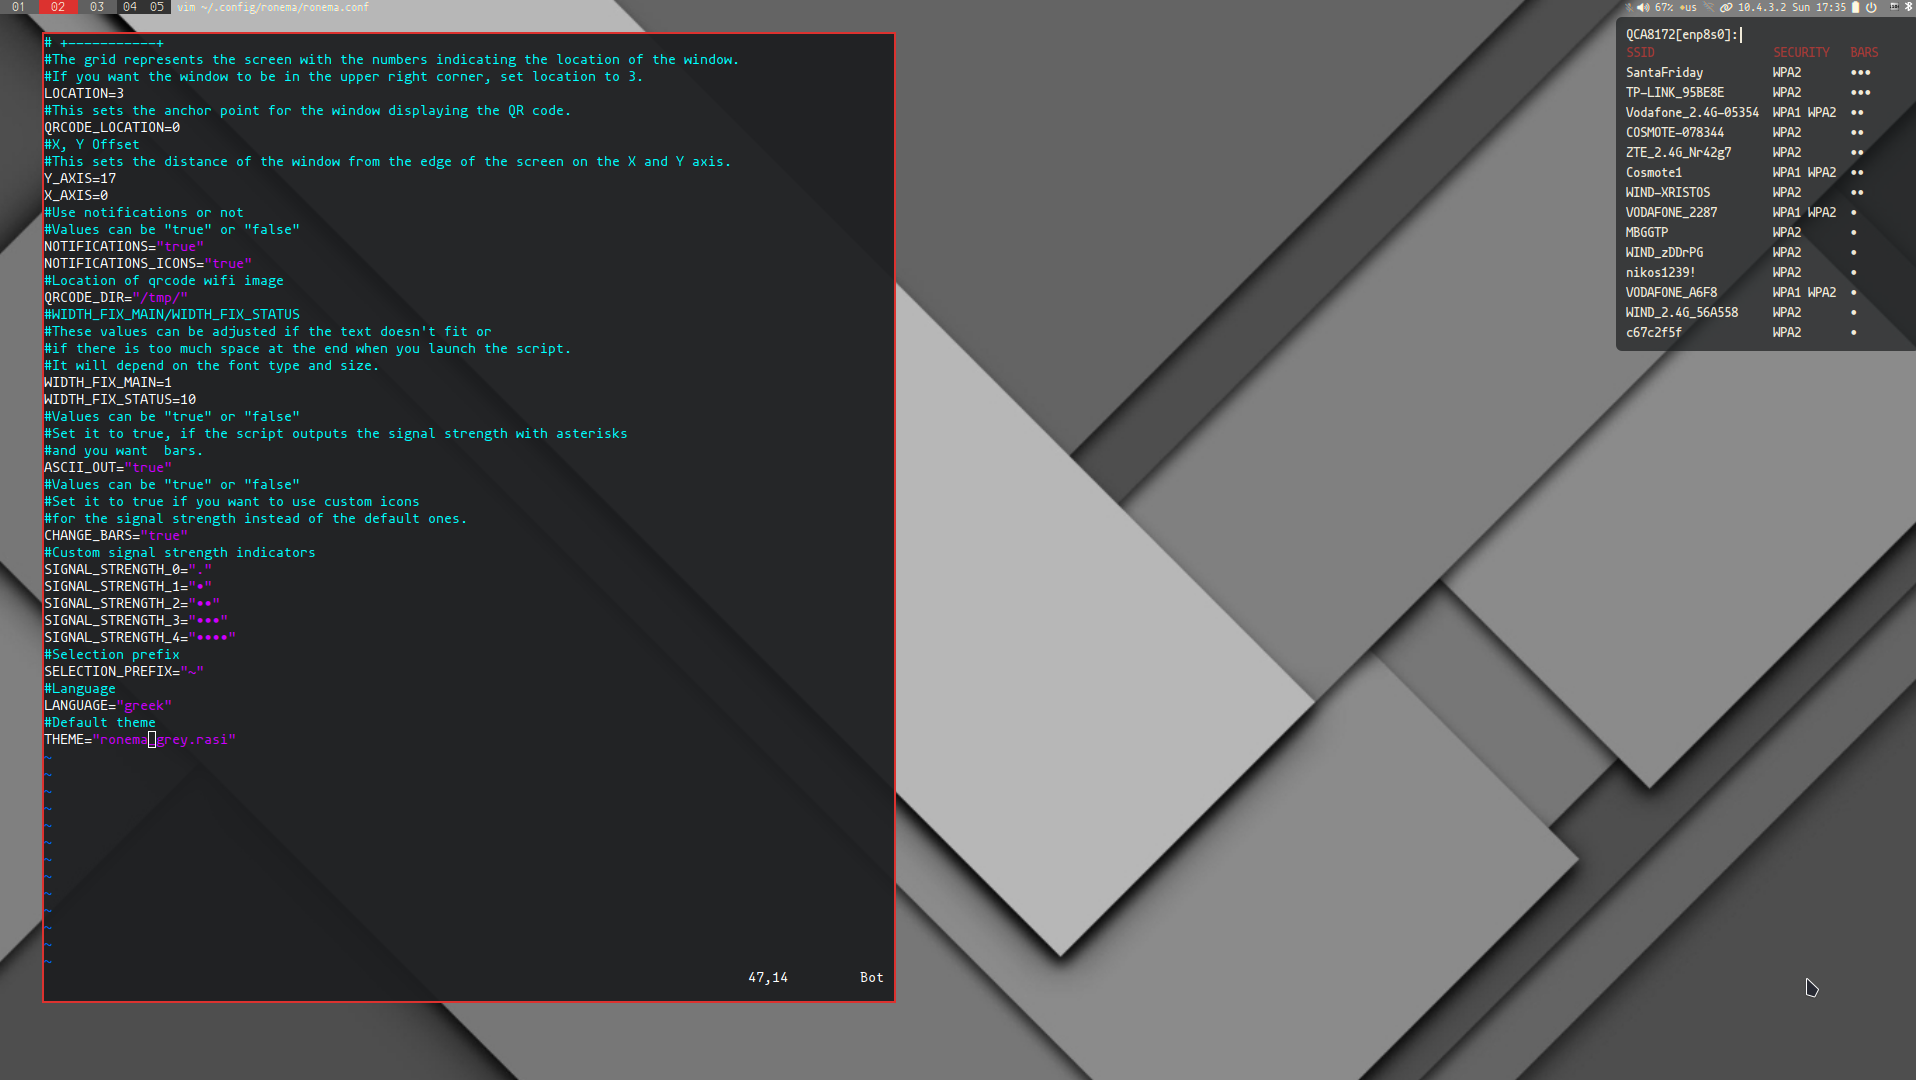 01 02 03 04 05 vim ~/.config/ronema/ronema.conf
67% us 10.4.3.2 Sun 17:35
# +-----------+
#The grid represents the screen with the numbers indicating the location of the window.
#If you want the window to be in the upper right corner, set location to 3.
LOCATION=3
#This sets the anchor point for the window displaying the QR code.
QRCODE_LOCATION=0
#X, Y Offset
#This sets the distance of the window from the edge of the screen on the X and Y axis.
Y_AXIS=17
X_AXIS=0
#Use notifications or not
#Values can be "true" or "false"
NOTIFICATIONS="true"
NOTIFICATIONS_ICONS="true"
#Location of qrcode wifi image
QRCODE_DIR="/tmp/"
#WIDTH_FIX_MAIN/WIDTH_FIX_STATUS
#These values can be adjusted if the text doesn't fit or
#if there is too much space at the end when you launch the script.
#It will depend on the font type and size.
WIDTH_FIX_MAIN=1
WIDTH_FIX_STATUS=10
#Values can be "true" or "false"
#Set it to true, if the script outputs the signal strength with asterisks
#and you want  bars.
ASCII_OUT="true"
#Values can be "true" or "false"
#Set it to true if you want to use custom icons
#for the signal strength instead of the default ones.
CHANGE_BARS="true"
#Custom signal strength indicators
SIGNAL_STRENGTH_0="."
SIGNAL_STRENGTH_1="•"
SIGNAL_STRENGTH_2="••"
SIGNAL_STRENGTH_3="•••"
SIGNAL_STRENGTH_4="••••"
#Selection prefix
SELECTION_PREFIX="~"
#Language
LANGUAGE="greek"
#Default theme
THEME="ronema_grey.rasi"
~
~
~
~
~
~
~
~
~
~
~
~
~
47,14 Bot
QCA8172[enp8s0]:
SSID SECURITY BARS
SantaFriday WPA2 •••
TP-LINK_95BE8E WPA2 •••
Vodafone_2.4G-05354 WPA1 WPA2 ••
COSMOTE-078344 WPA2 ••
ZTE_2.4G_Nr42g7 WPA2 ••
Cosmote1 WPA1 WPA2 ••
WIND-XRISTOS WPA2 ••
VODAFONE_2287 WPA1 WPA2 •
MBGGTP WPA2 •
WIND_zDDrPG WPA2 •
nikos1239! WPA2 •
VODAFONE_A6F8 WPA1 WPA2 •
WIND_2.4G_56A558 WPA2 •
c67c2f5f WPA2 •